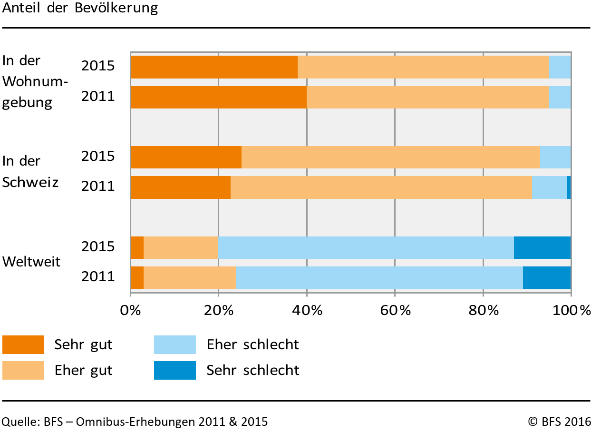 Anteil der Bevölkerung
In der
Wohnum-
gebung
2015
2011
In der
Schweiz
2015
2011
Weltweit
2015
2011
0% 20% 40% 60% 80% 100%
Sehr gut
Eher schlecht
Eher gut
Sehr schlecht
Quelle: BFS – Omnibus-Erhebungen 2011 & 2015
© BFS 2016